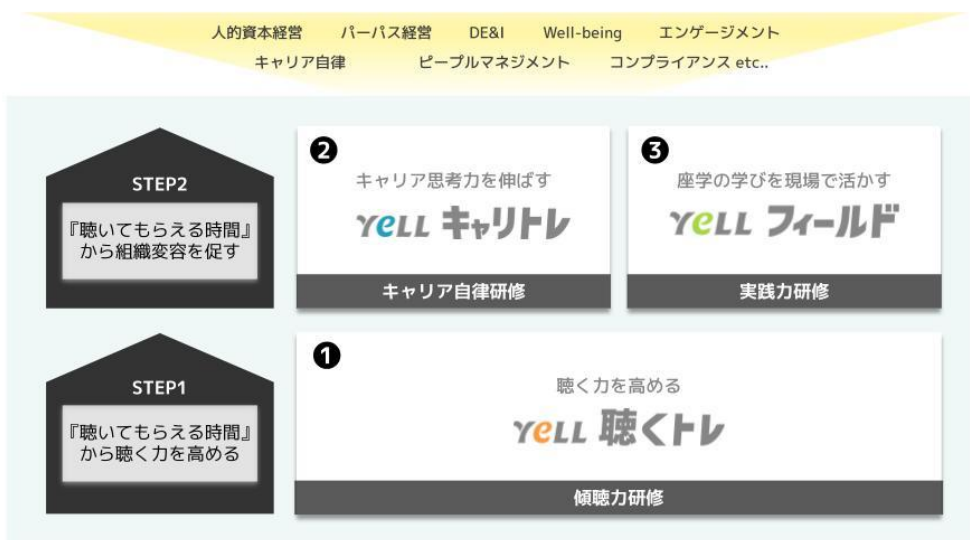 人的資本経営 パーパス経営 DE&I Well-being エンゲージメント
キャリア自律 ピープルマネジメント コンプライアンス etc..
STEP2
『聴いてもらえる時間』
から組織変容を促す
❷
キャリア思考力を伸ばす
YeLL キャリトレ
キャリア自律研修
❸
座学の学びを現場で活かす
YeLL フィールド
実践力研修
STEP1
『聴いてもらえる時間』
から聴く力を高める
❶
聴く力を高める
YeLL 聴くトレ
傾聴力研修